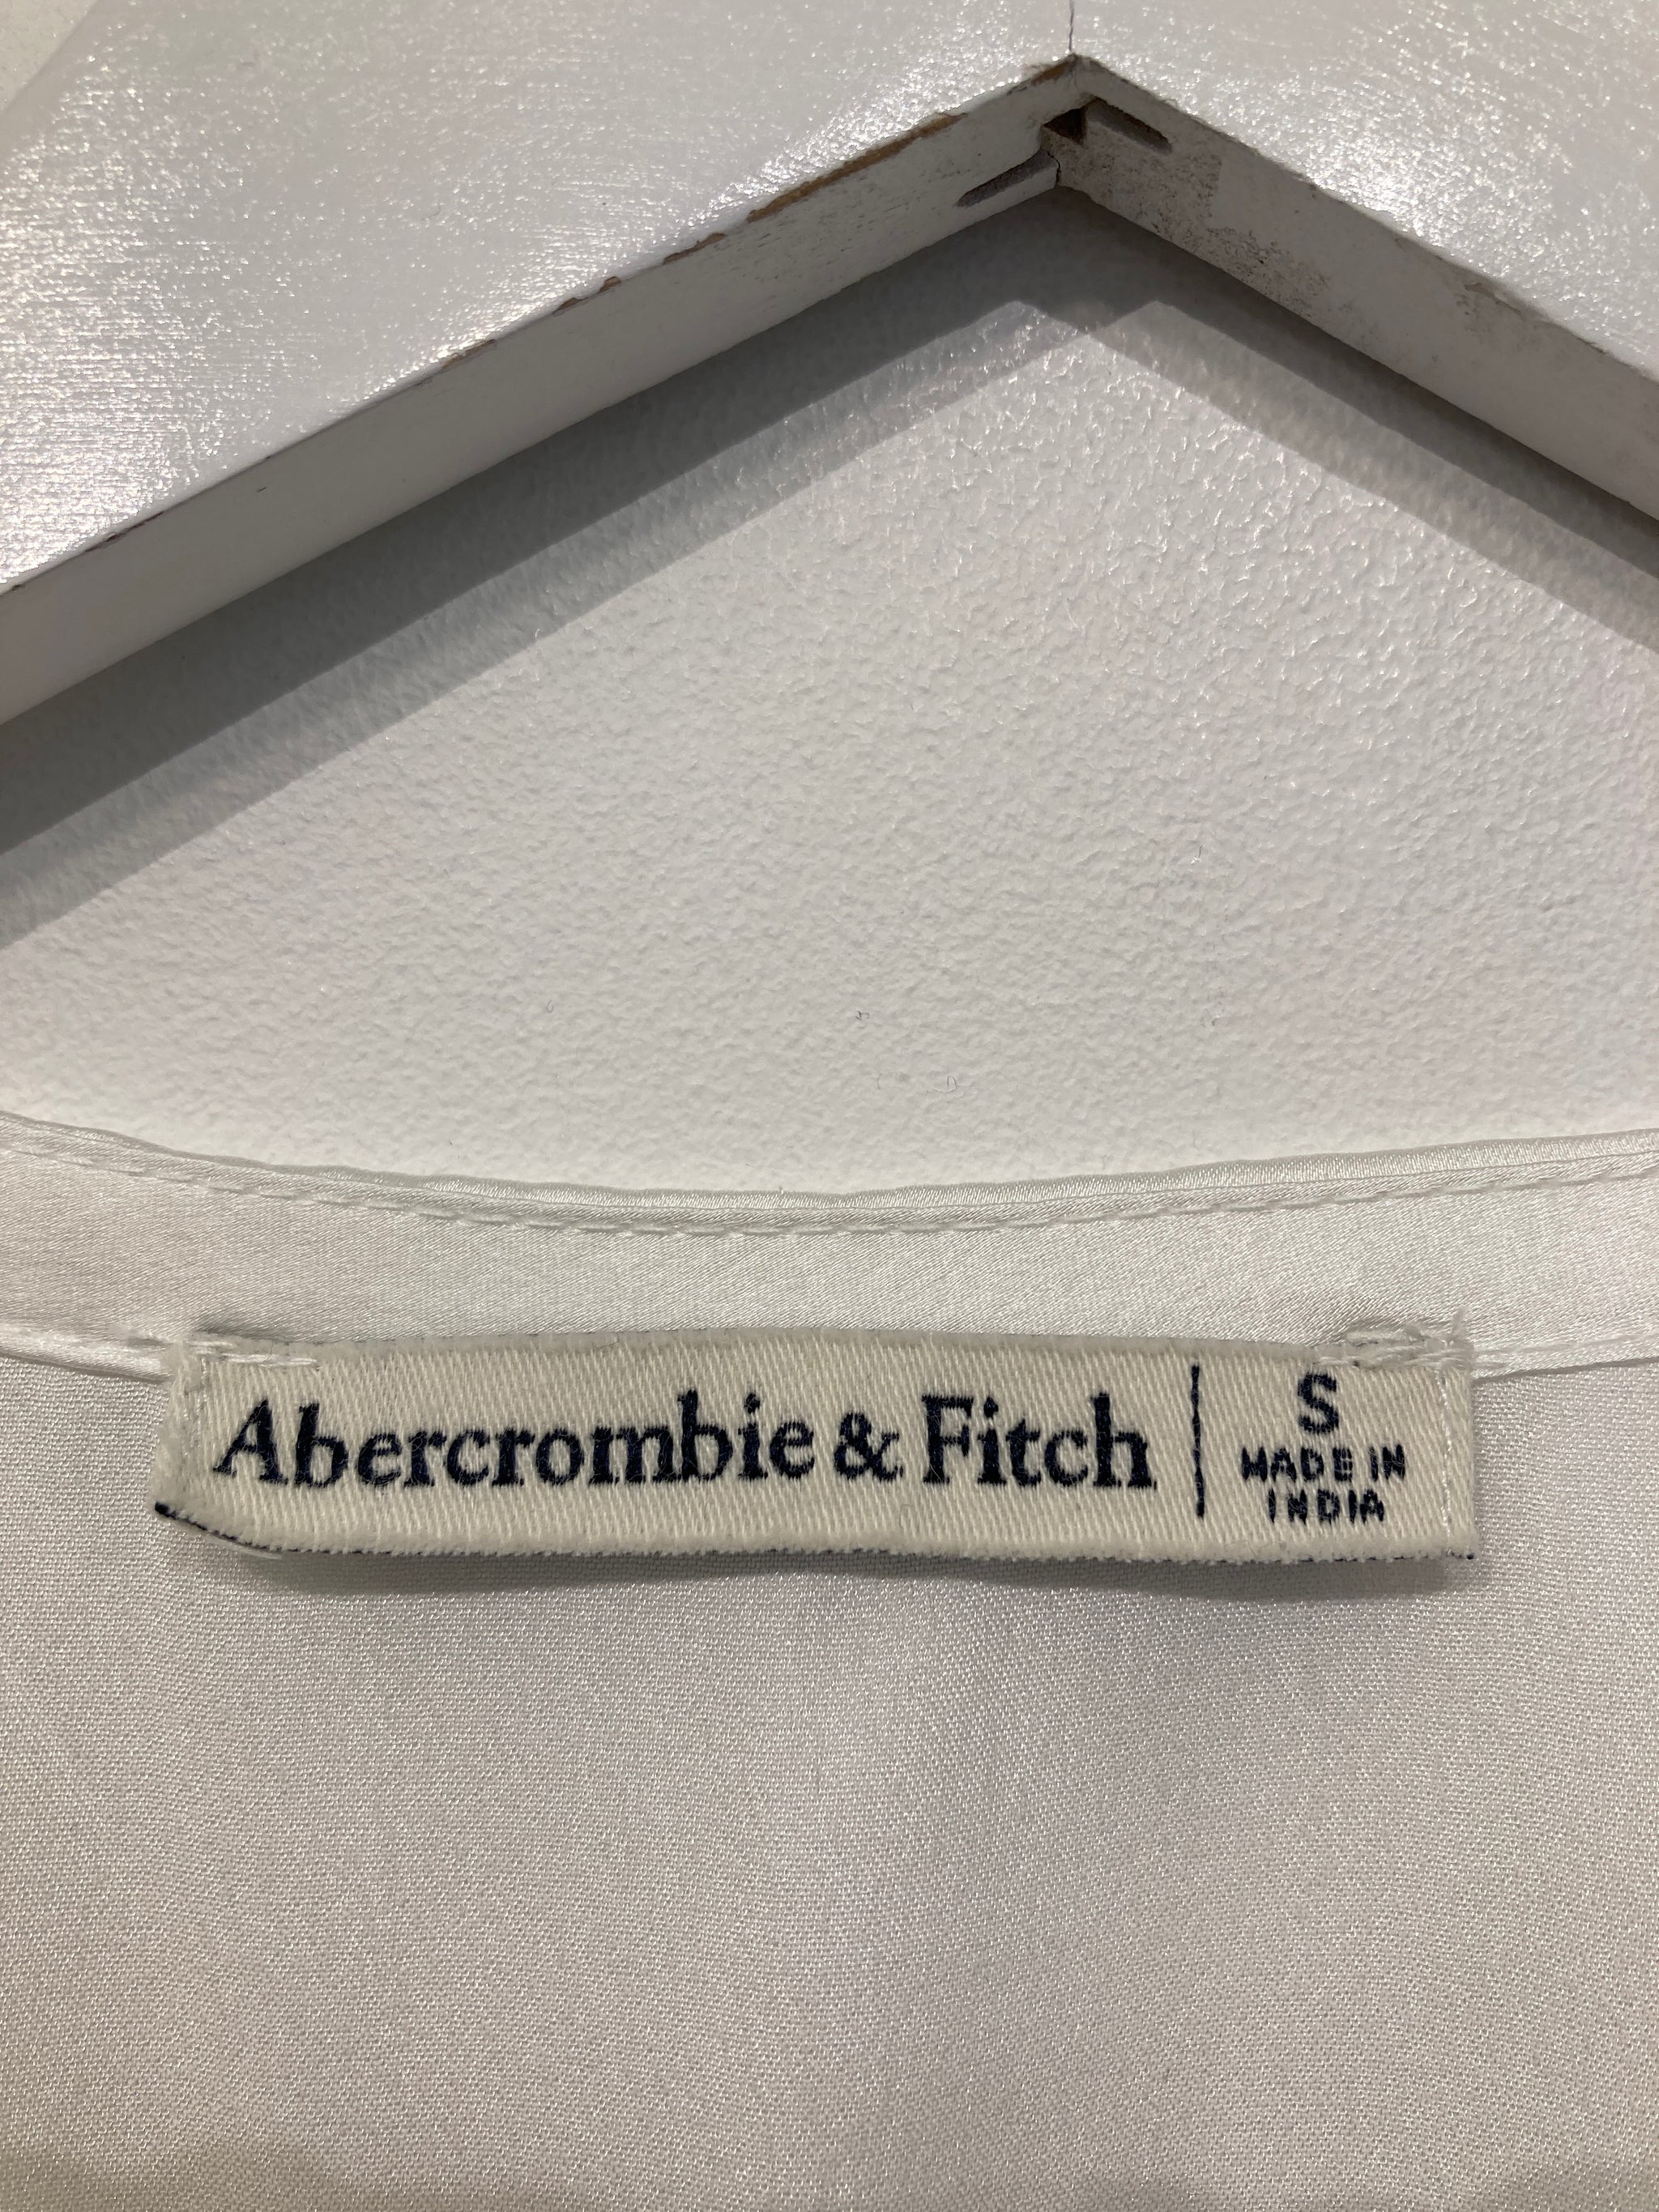 Abercrombie & Fitch
S
MADE IN
INDIA